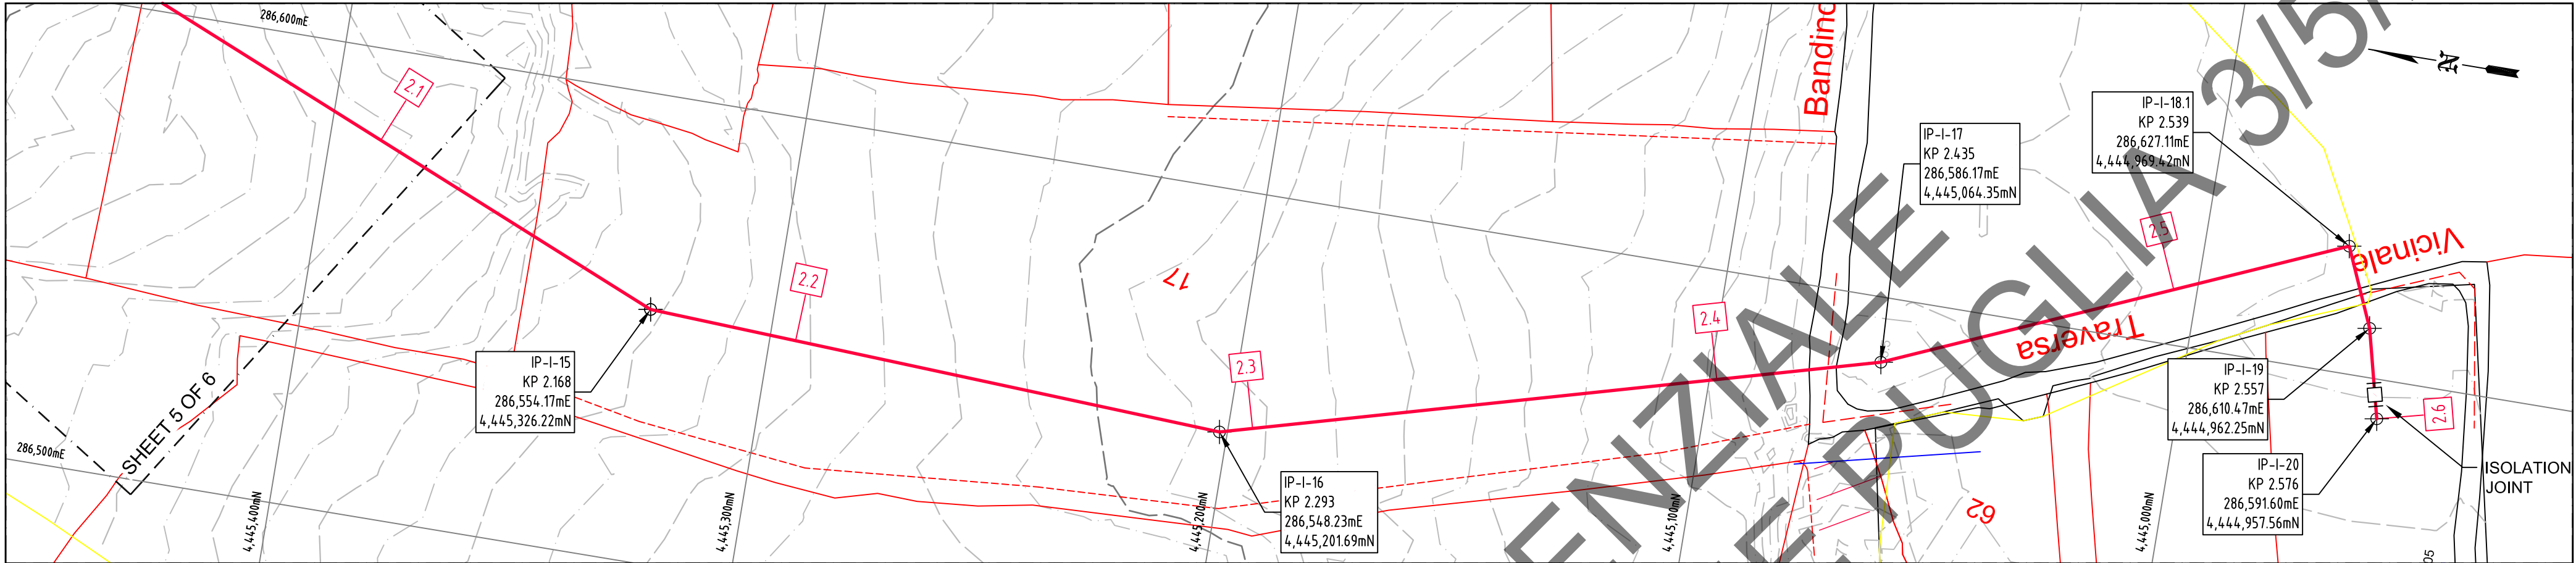 286,600mE
2.1
SHEET 5 OF 6
286,500mE
4,445,400mN
IP-I-15
KP 2.168
286,554.17mE
4,445,326.22mN
4,445,300mN
2.2
17
4,445,200mN
2.3
IP-I-16
KP 2.293
286,548.23mE
4,445,201.69mN
4,445,100mN
2.4
Bandino
IP-I-17
KP 2.435
286,586.17mE
4,445,064.35mN
Traversa
Vicinale
2.5
IP-I-18.1
KP 2.539
286,627.11mE
4,444,969.42mN
N
62
4,445,000mN
IP-I-19
KP 2.557
286,610.47mE
4,444,962.25mN
IP-I-20
KP 2.576
286,591.60mE
4,444,957.56mN
2.6
ISOLATION
JOINT
05
ENZIALE
E PUGLIA 3/5/